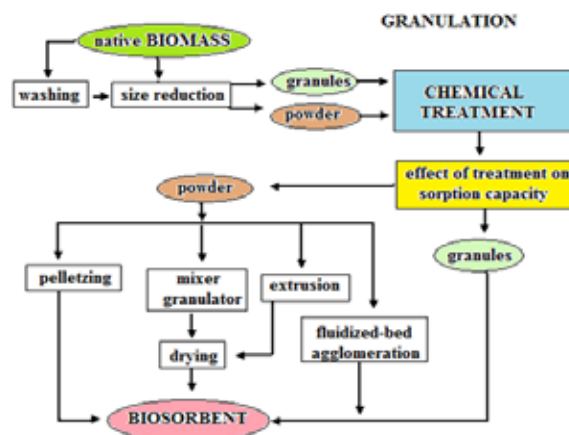 GRANULATION
native BIOMASS
washing
size reduction
granules
powder
CHEMICAL
TREATMENT
effect of treatment on
sorption capacity
powder
granules
pelletzing
mixer
granulator
extrusion
fluidized-bed
agglomeration
drying
BIOSORBENT